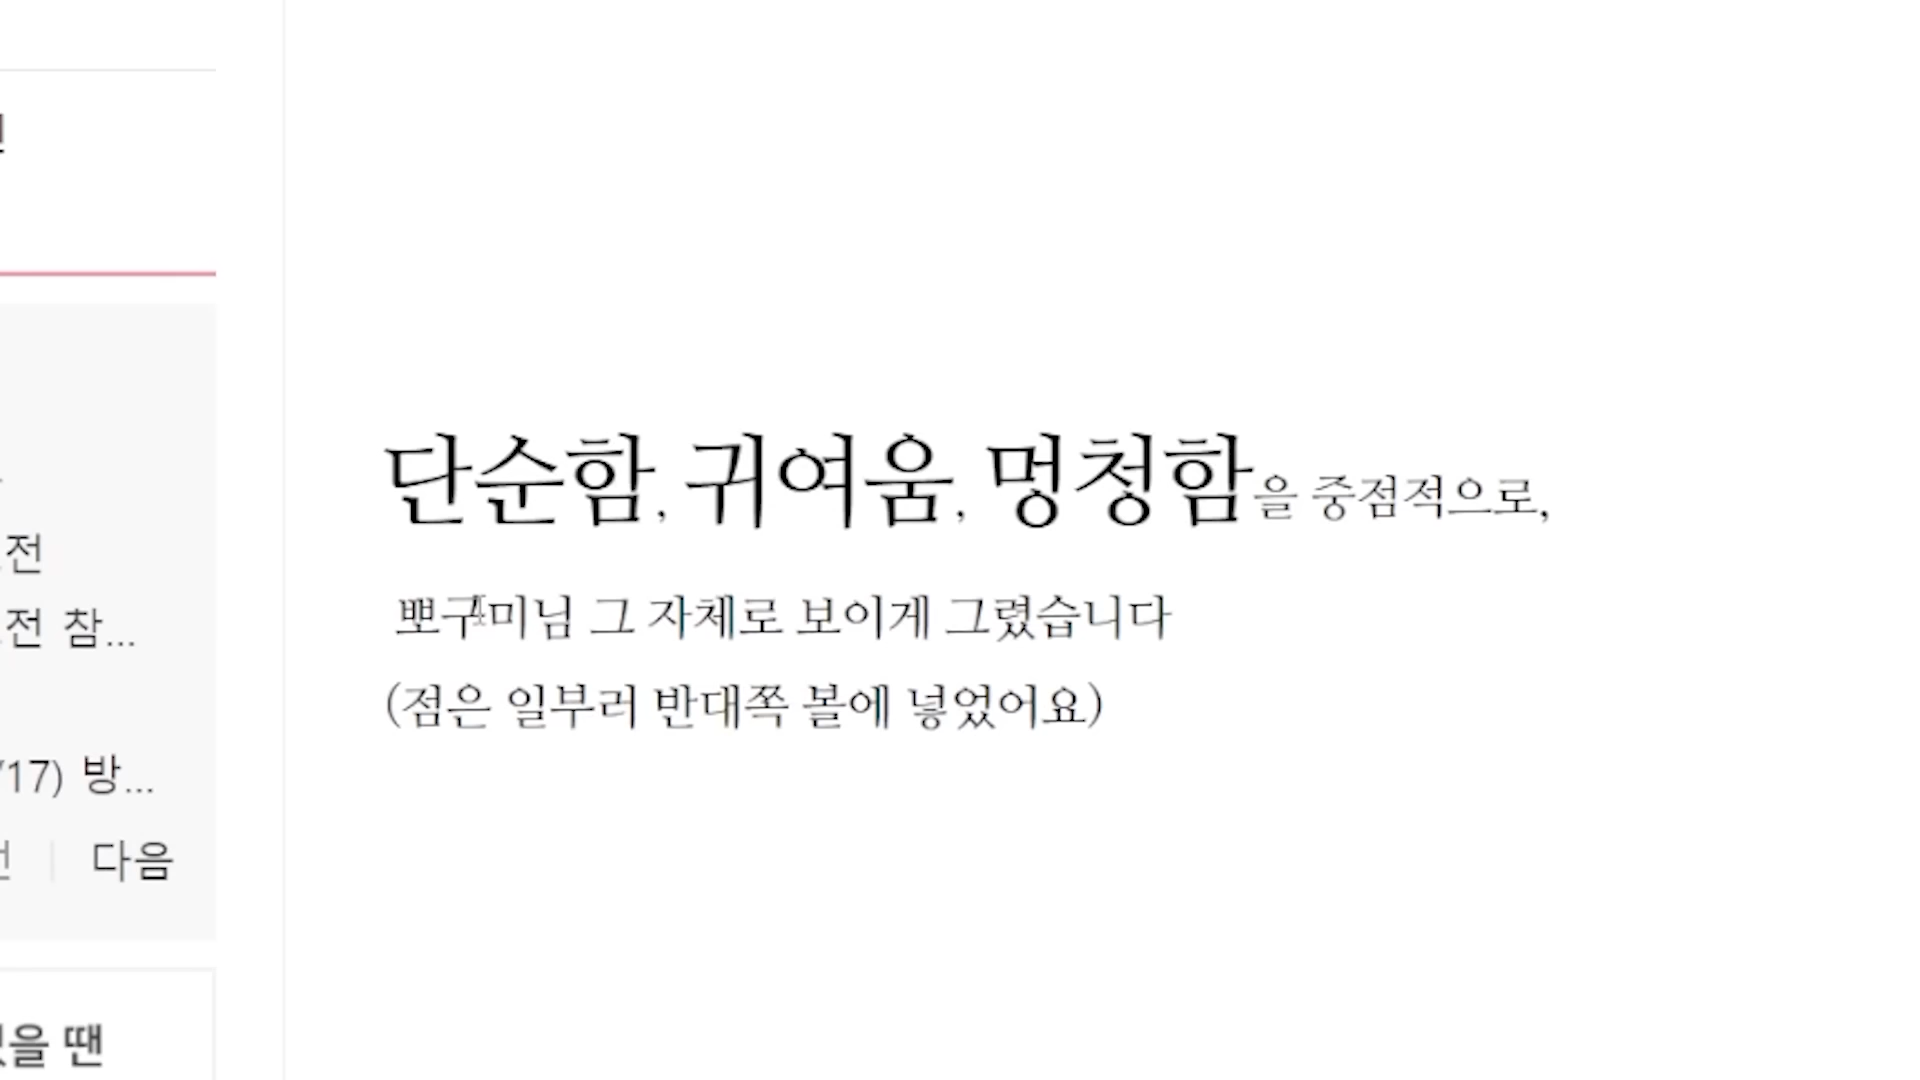 단순함, 귀여움, 멍청함을 중점적으로,
뽀구미님 그 자체로 보이게 그렸습니다
(점은 일부러 반대쪽 볼에 넣었어요)
전
전 참...
/17) 방...
다음
을 땐